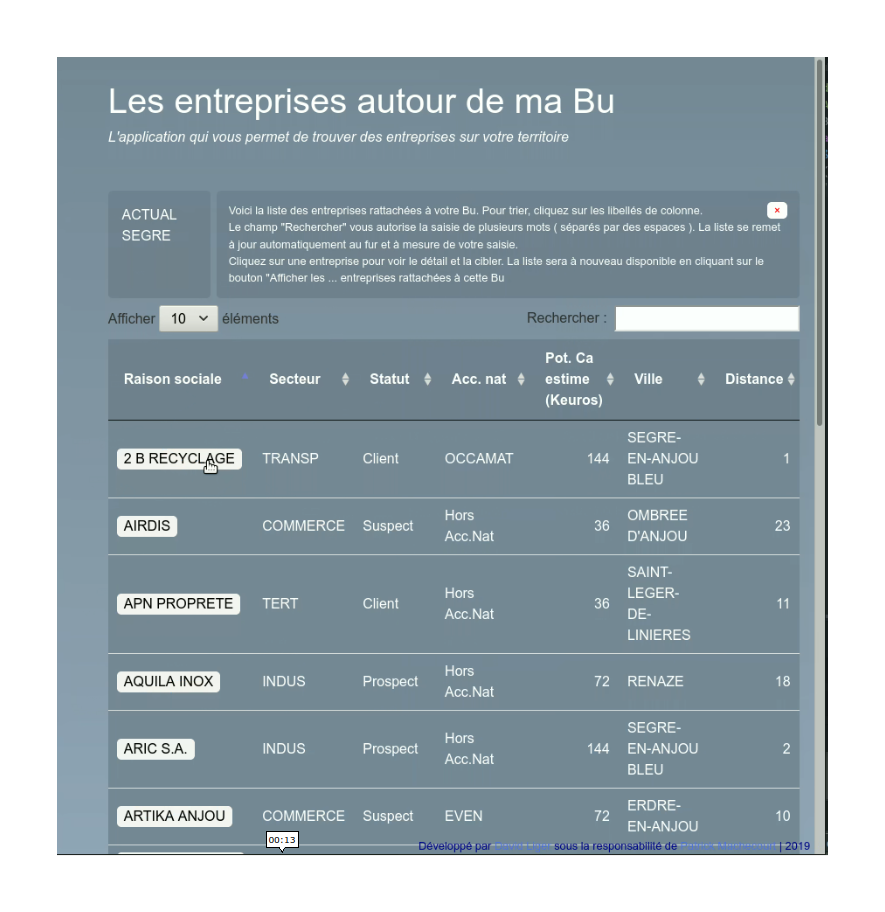 Les entreprises autour de ma Bu
L'application qui vous permet de trouver des entreprises sur votre territoire
ACTUAL
SEGRE
Voici la liste des entreprises rattachées à votre Bu. Pour trier, cliquez sur les libellés de colonne.
×
Le champ "Rechercher" vous autorise la saisie de plusieurs mots ( séparés par des espaces ). La liste se remet
à jour automatiquement au fur et à mesure de votre saisie.
Cliquez sur une entreprise pour voir le détail et la cibler. La liste sera à nouveau disponible en cliquant sur le
bouton "Afficher les ... entreprises rattachées à cette Bu
Afficher 10 éléments
Rechercher :
Raison sociale
Secteur
Statut
Acc. nat
Pot. Ca
estime
(Keuros)
Ville
Distance
2 B RECYCLAGE
TRANSP
Client
OCCAMAT
144
SEGRE-
EN-ANJOU
BLEU
1
AIRDIS
COMMERCE
Suspect
Hors
Acc.Nat
36
OMBREE
D'ANJOU
23
APN PROPRETE
TERT
Client
Hors
Acc.Nat
36
SAINT-
LEGER-
DE-
LINIERES
11
AQUILA INOX
INDUS
Prospect
Hors
Acc.Nat
72
RENAZE
18
ARIC S.A.
INDUS
Prospect
Hors
Acc.Nat
144
SEGRE-
EN-ANJOU
BLEU
2
ARTIKA ANJOU
COMMERCE
Suspect
EVEN
72
ERDRE-
EN-ANJOU
10
00:13
Développé par sous la responsabilité de | 2019